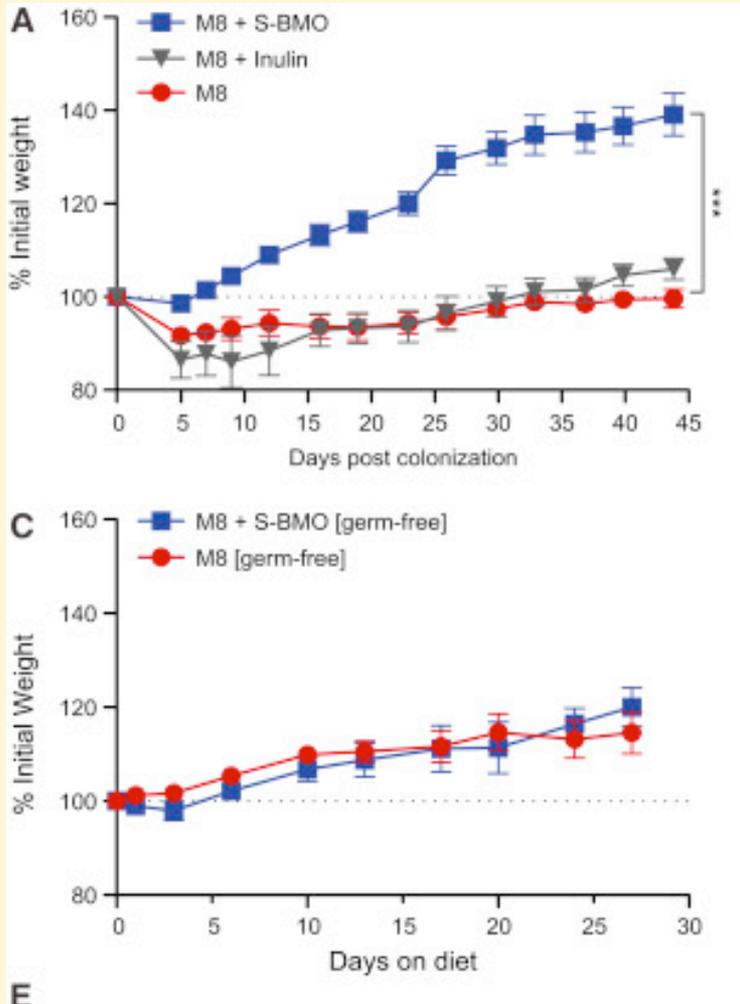 A
160
140
120
100
80
% Initial weight
M8 + S-BMO
M8 + Inulin
M8
***
0 5 10 15 20 25 30 35 40 45
Days post colonization
C
160
140
120
100
80
% Initial Weight
M8 + S-BMO [germ-free]
M8 [germ-free]
0 5 10 15 20 25 30
Days on diet
E